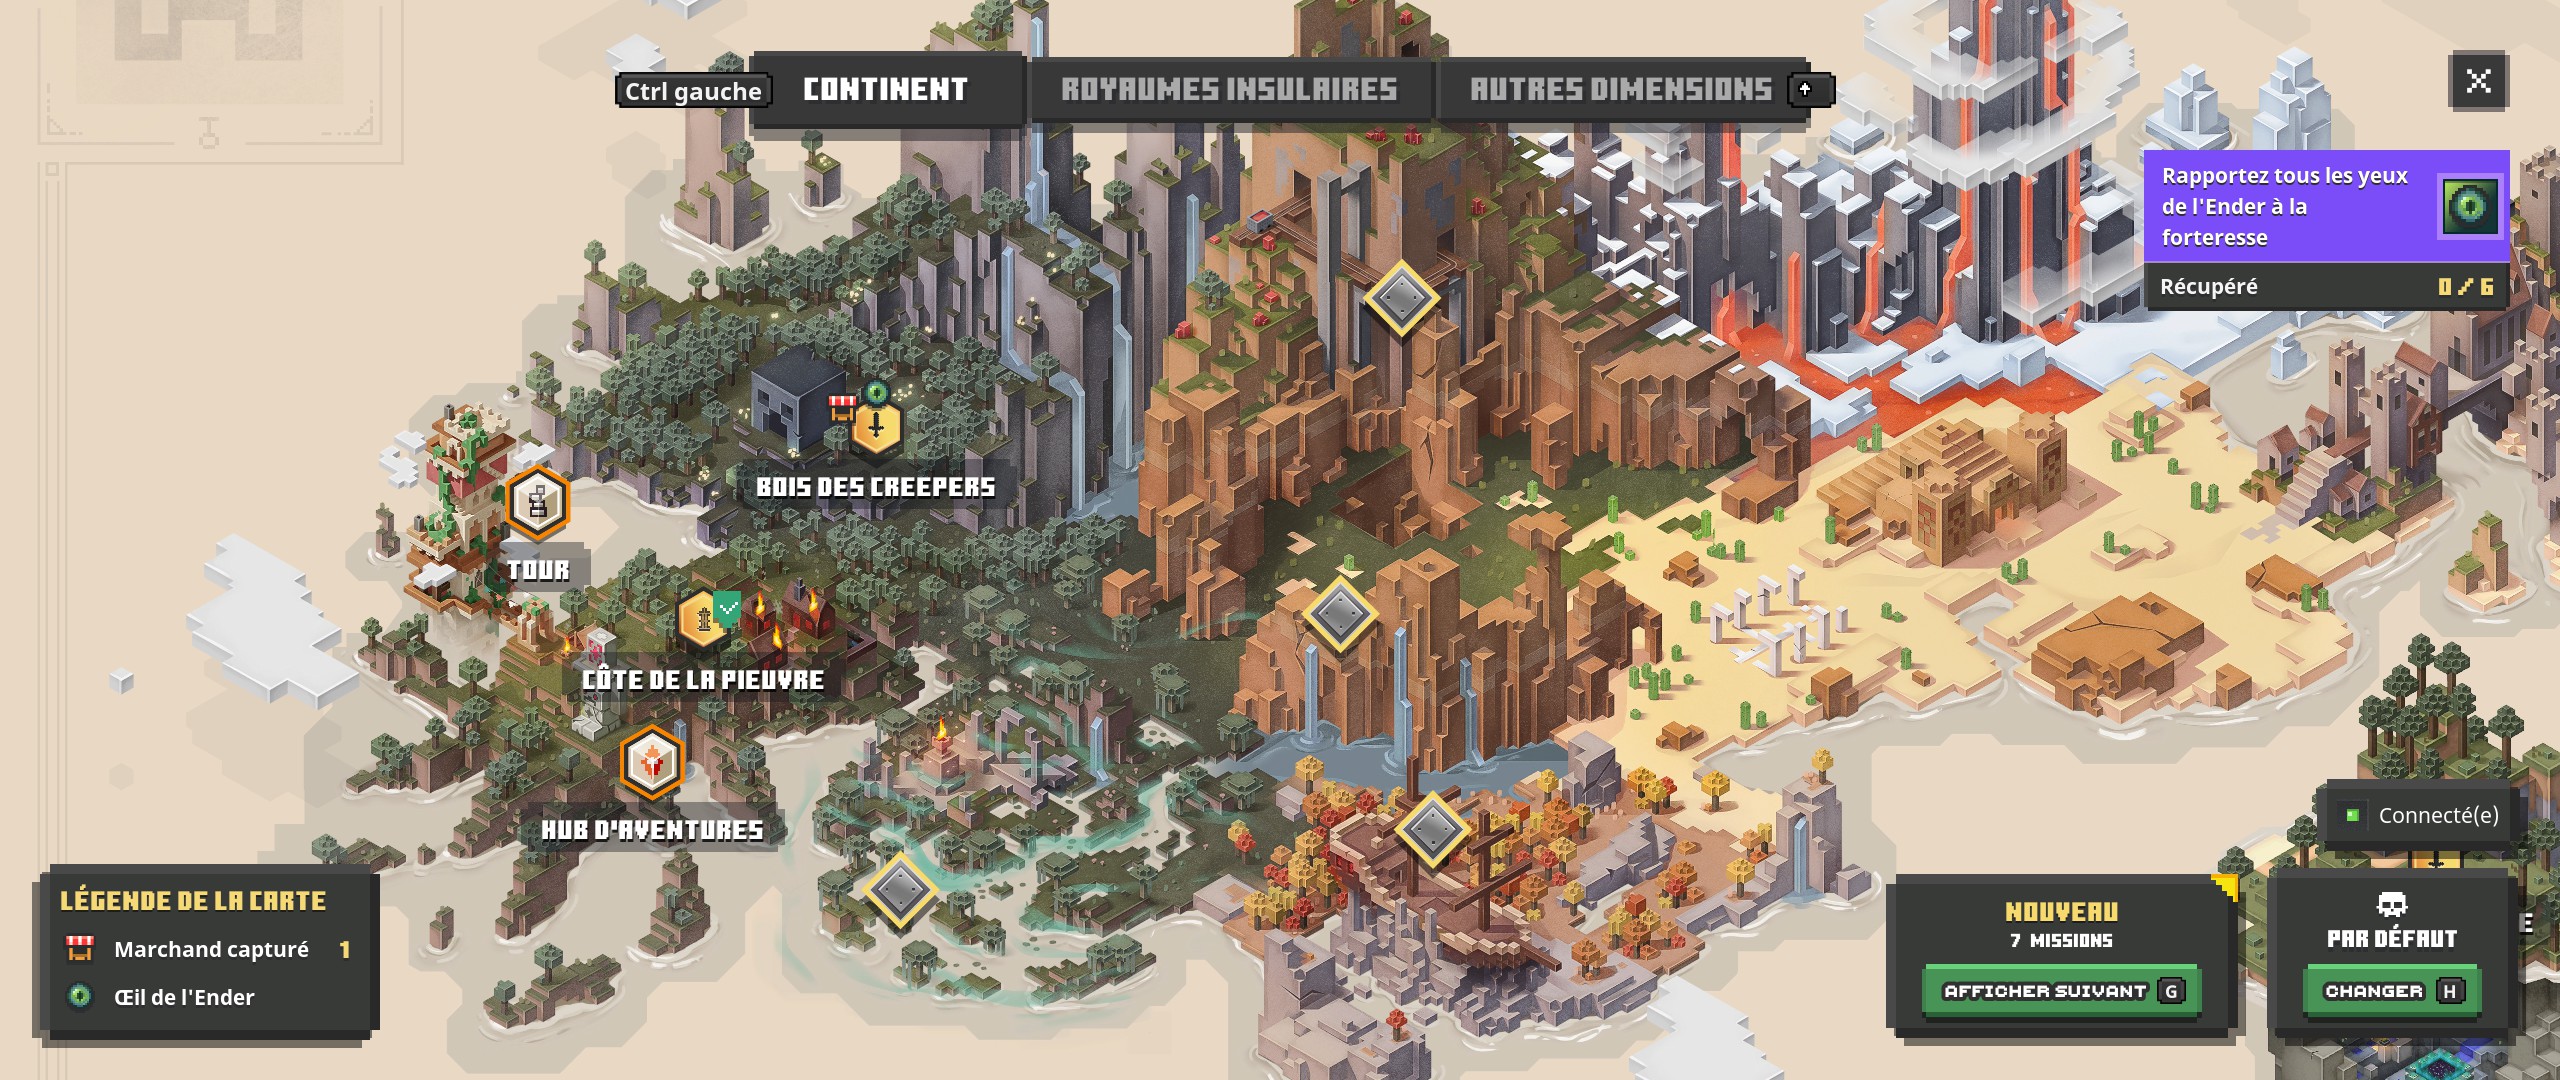 Ctrl gauche
CONTINENT
ROYAUMES INSULAIRES
AUTRES DIMENSIONS
Rapportez tous les yeux
de l'Ender à la
forteresse
Récupéré 0 / 6
BOIS DES CREEPERS
TOUR
CÔTE DE LA PIEUVRE
HUB D'AVENTURES
LÉGENDE DE LA CARTE
Marchand capturé 1
Œil de l'Ender
Connecté(e)
NOUVEAU
7 MISSIONS
AFFICHER SUIVANT G
PAR DÉFAUT
CHANGER H
E